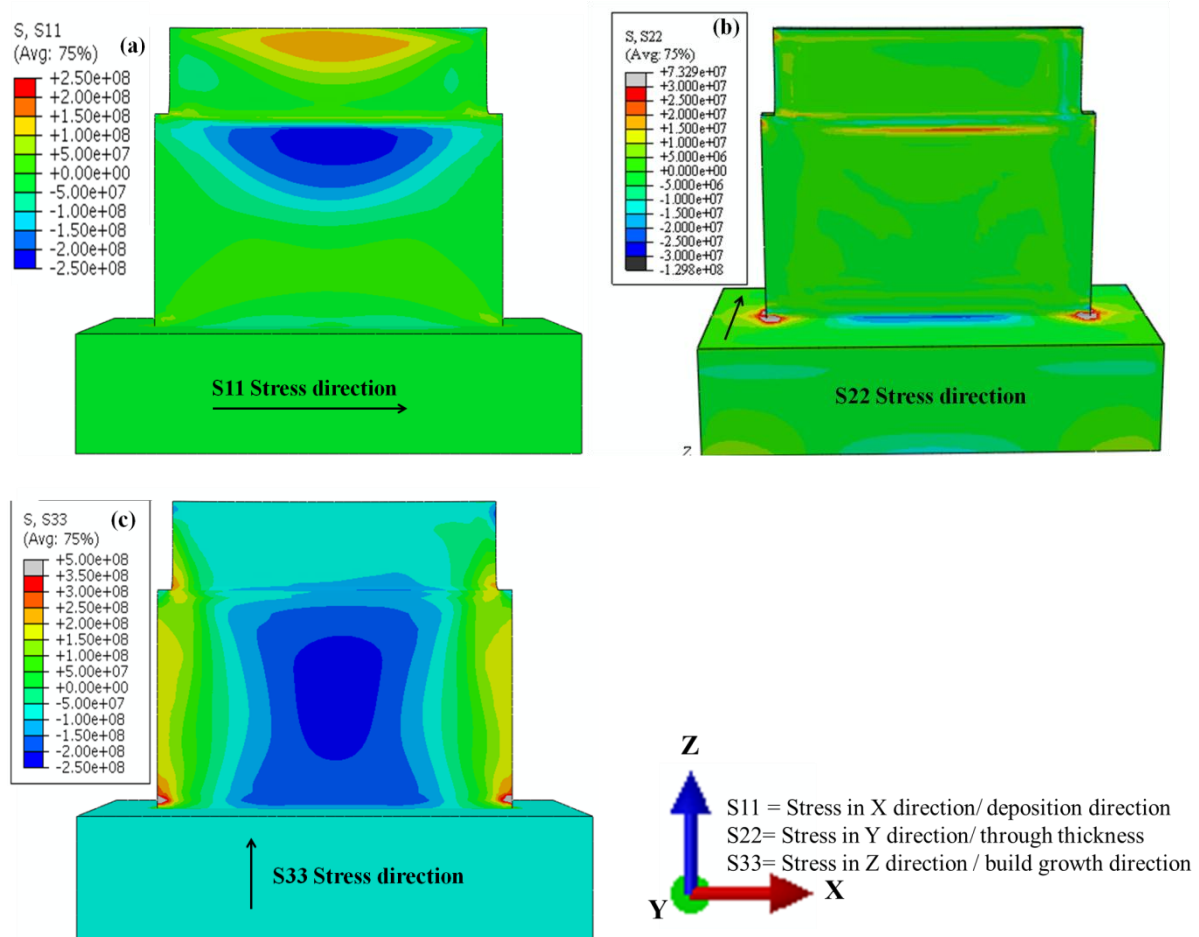 S, S11
(Avg: 75%)
(a)
+2.50e+08
+2.00e+08
+1.50e+08
+1.00e+08
+5.00e+07
+0.00e+00
-5.00e+07
-1.00e+08
-1.50e+08
-2.00e+08
-2.50e+08
S11 Stress direction
S, S22
(Avg: 75%)
(b)
+7.329e+07
+3.000e+07
+2.500e+07
+2.000e+07
+1.500e+07
+1.000e+07
+5.000e+06
+0.000e+00
-5.000e+06
-1.000e+07
-1.500e+07
-2.000e+07
-2.500e+07
-3.000e+07
-1.298e+08
S22 Stress direction
Z
S, S33
(Avg: 75%)
(c)
+5.00e+08
+3.50e+08
+3.00e+08
+2.50e+08
+2.00e+08
+1.50e+08
+1.00e+08
+5.00e+07
+0.00e+00
-5.00e+07
-1.00e+08
-1.50e+08
-2.00e+08
-2.50e+08
S33 Stress direction
Z
X
Y
S11 = Stress in X direction/ deposition direction
S22= Stress in Y direction/ through thickness
S33= Stress in Z direction / build growth direction